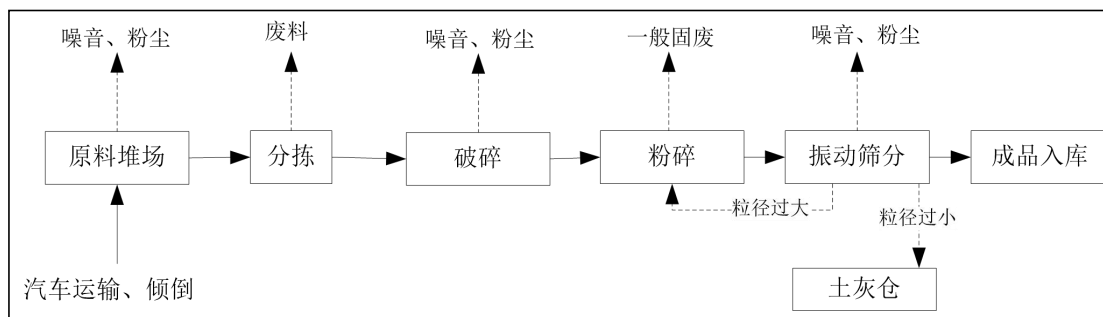 噪音、粉尘
废料
噪音、粉尘
一般固废
噪音、粉尘
原料堆场
分拣
破碎
粉碎
振动筛分
成品入库
粒径过大
粒径过小
汽车运输、倾倒
土灰仓